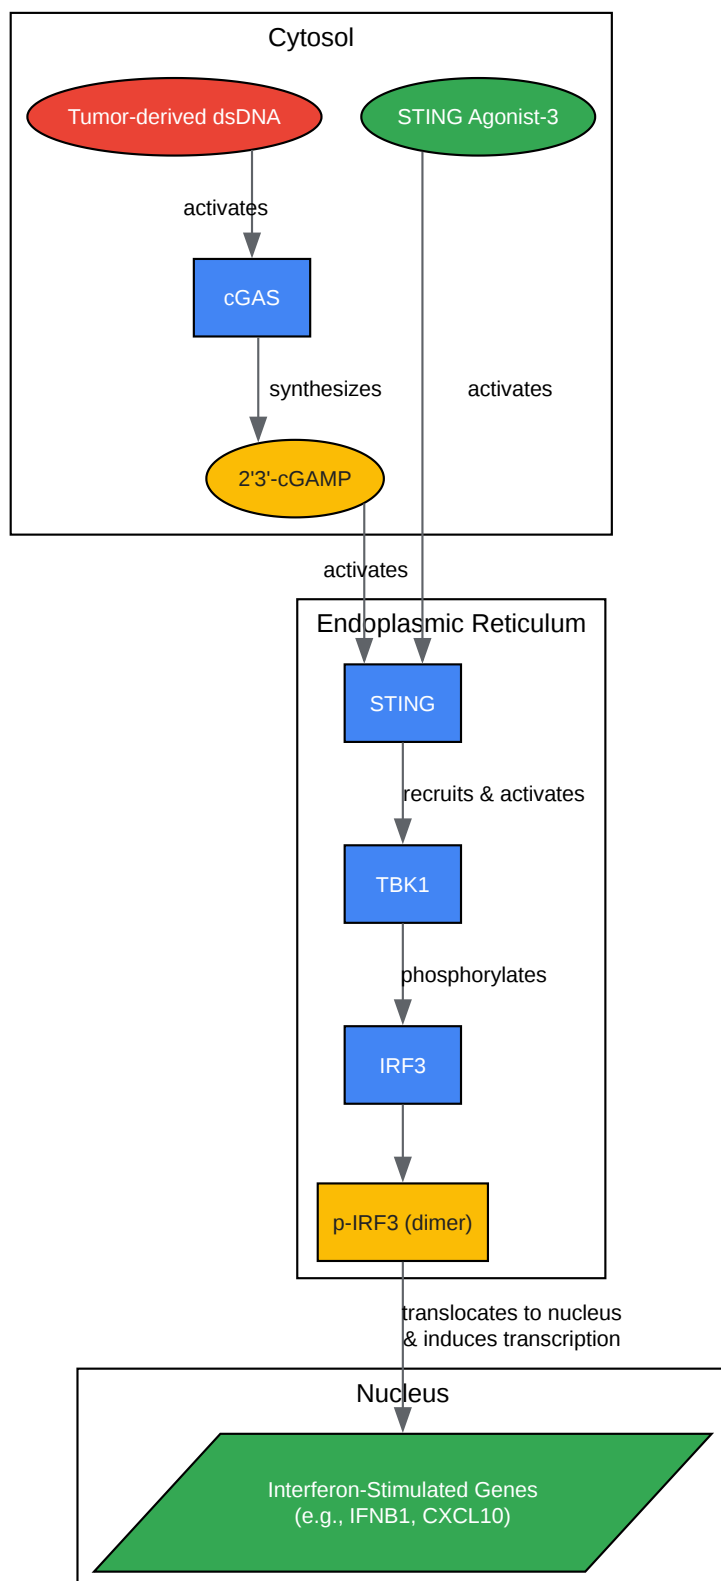 Cytosol
Tumor-derived dsDNA
STING Agonist-3
activates
cGAS
synthesizes
activates
2'3'-cGAMP
activates
Endoplasmic Reticulum
STING
recruits & activates
TBK1
phosphorylates
IRF3
p-IRF3 (dimer)
translocates to nucleus
& induces transcription
Nucleus
Interferon-Stimulated Genes
(e.g., IFNB1, CXCL10)